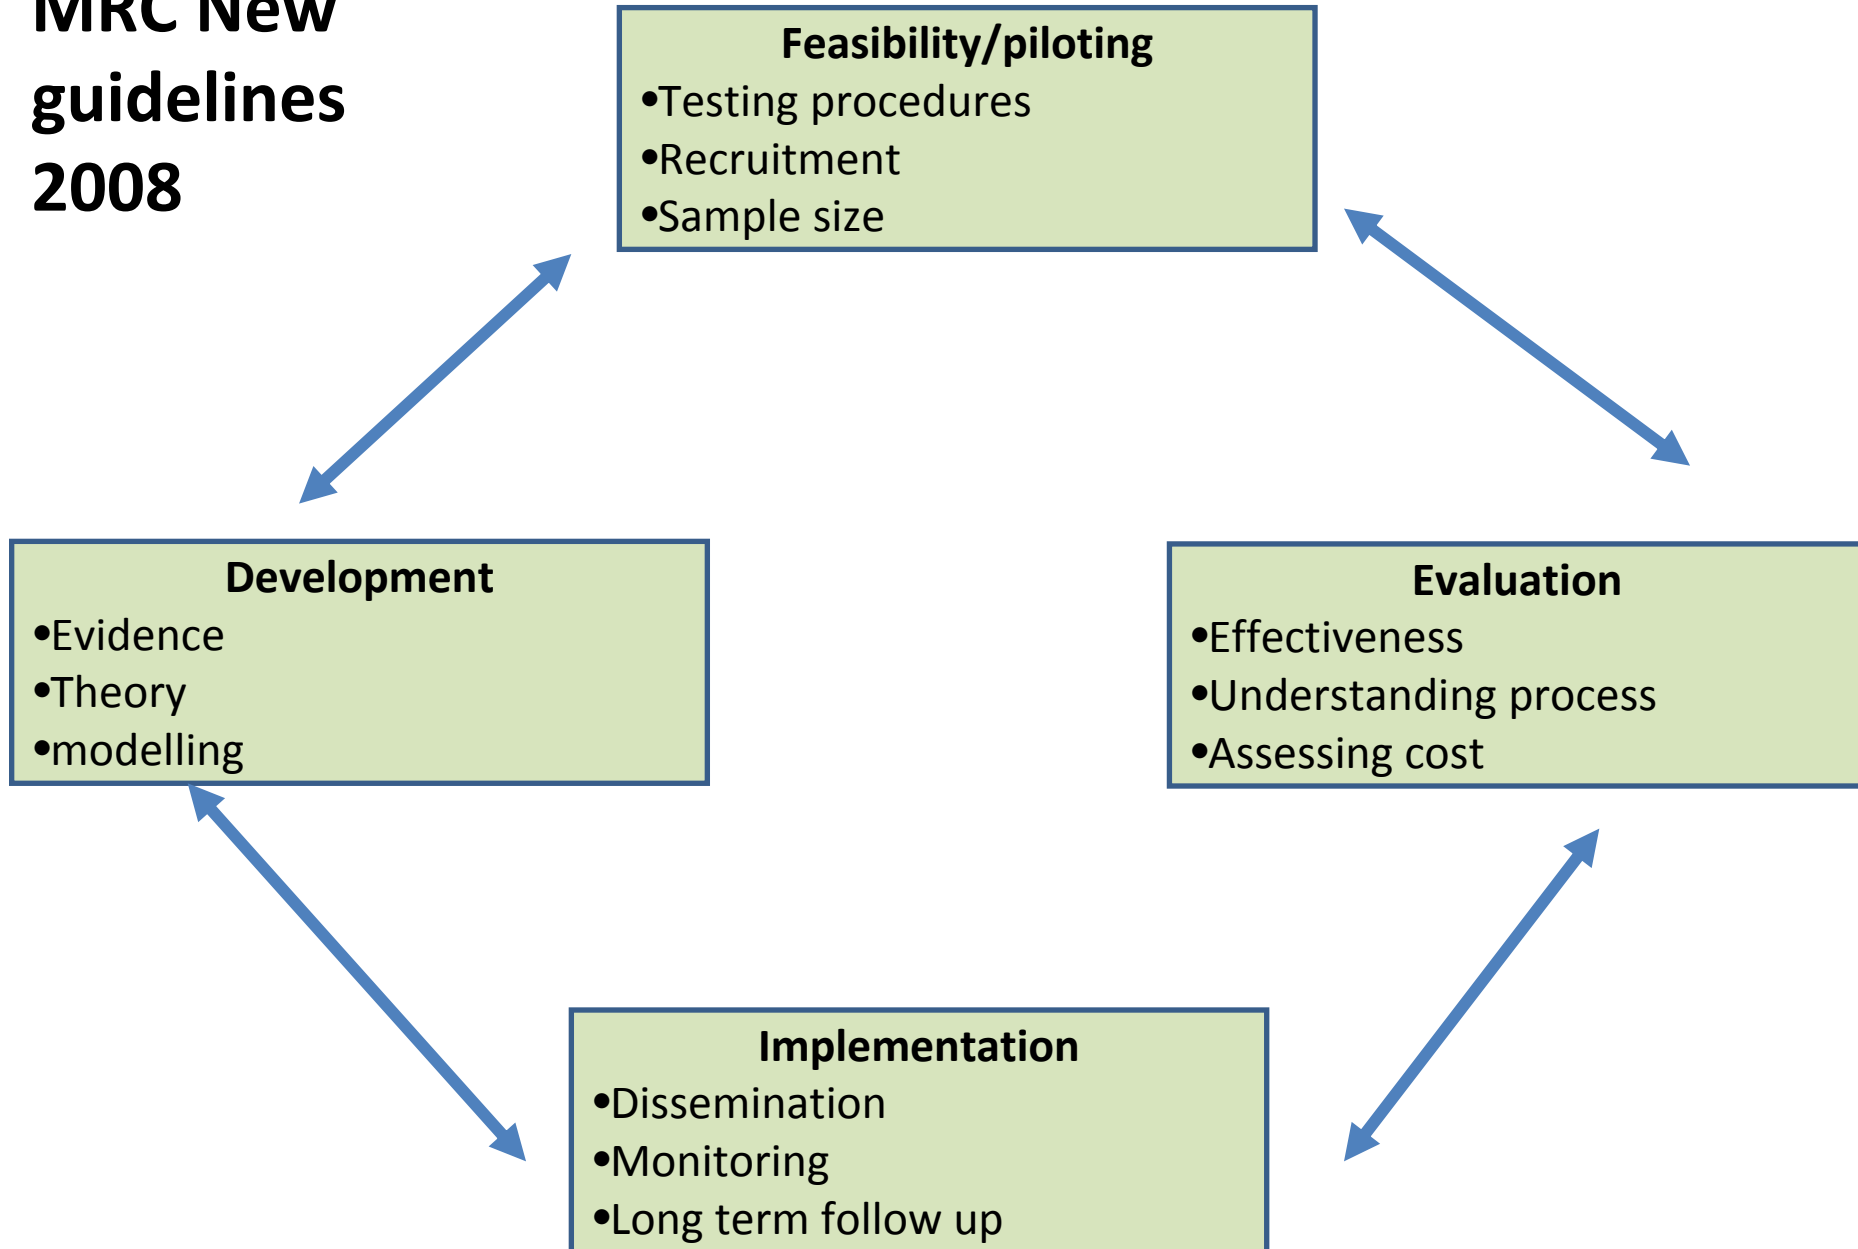 MRC New
guidelines
2008
Feasibility/piloting
•Testing procedures
•Recruitment
•Sample size
Development
•Evidence
•Theory
•modelling
Evaluation
•Effectiveness
•Understanding process
•Assessing cost
Implementation
•Dissemination
•Monitoring
•Long term follow up